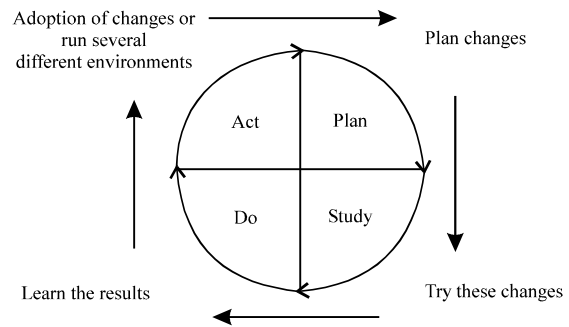 Adoption of changes or
run several
different environments
Plan changes
Act
Plan
Do
Study
Learn the results
Try these changes